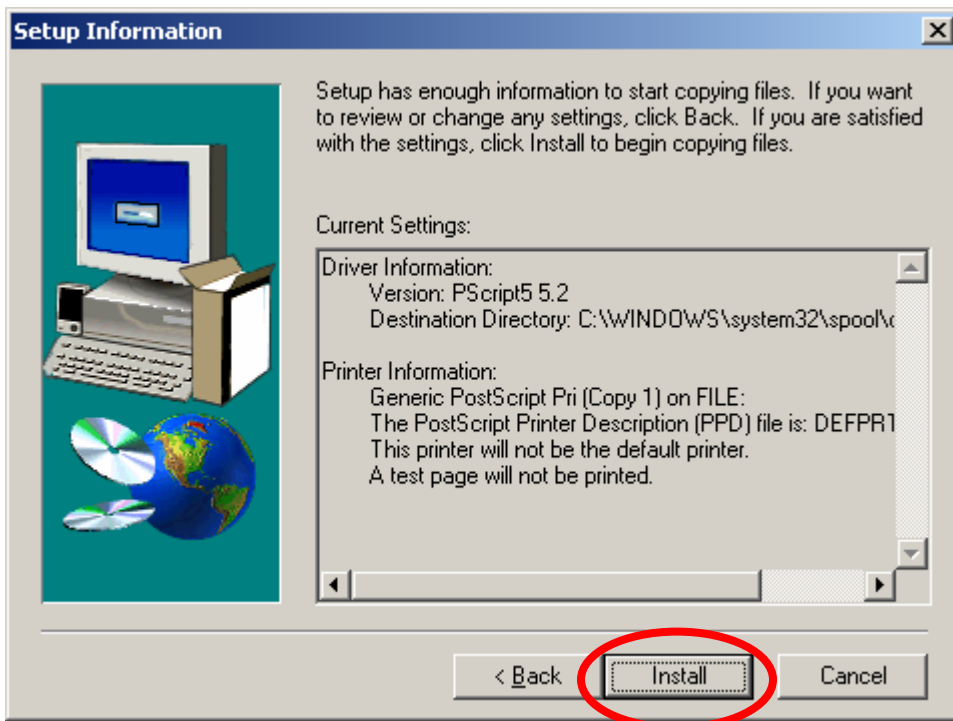 Setup Information
Setup has enough information to start copying files. If you want
to review or change any settings, click Back. If you are satisfied
with the settings, click Install to begin copying files.
Current Settings:
Driver Information:
Version: PScript5 5.2
Destination Directory: C:\WINDOWS\system32\spool\
Printer Information:
Generic PostScript Pri (Copy 1) on FILE:
The PostScript Printer Description (PPD) file is: DEFPRT
This printer will not be the default printer.
A test page will not be printed.
< Back
Install
Cancel